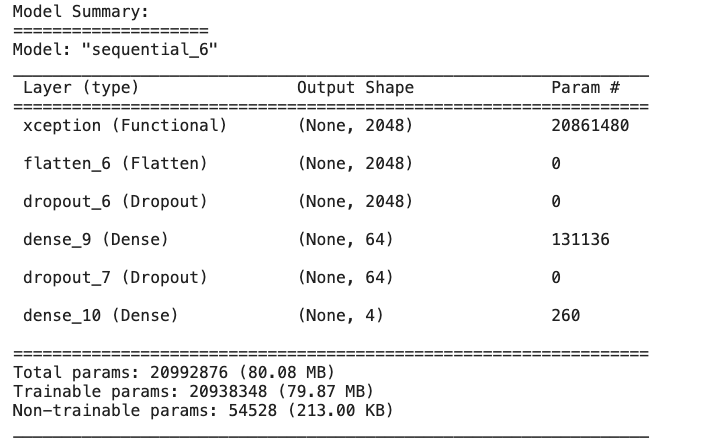 Model Summary:
====================
Model: "sequential_6"
_________________________________________________________________
Layer (type)                Output Shape              Param #
=================================================================
xception (Functional)       (None, 2048)              20861480
flatten_6 (Flatten)         (None, 2048)              0
dropout_6 (Dropout)         (None, 2048)              0
dense_9 (Dense)             (None, 64)                131136
dropout_7 (Dropout)         (None, 64)                0
dense_10 (Dense)            (None, 4)                 260
=================================================================
Total params: 20992876 (80.08 MB)
Trainable params: 20938348 (79.87 MB)
Non-trainable params: 54528 (213.00 KB)
_________________________________________________________________